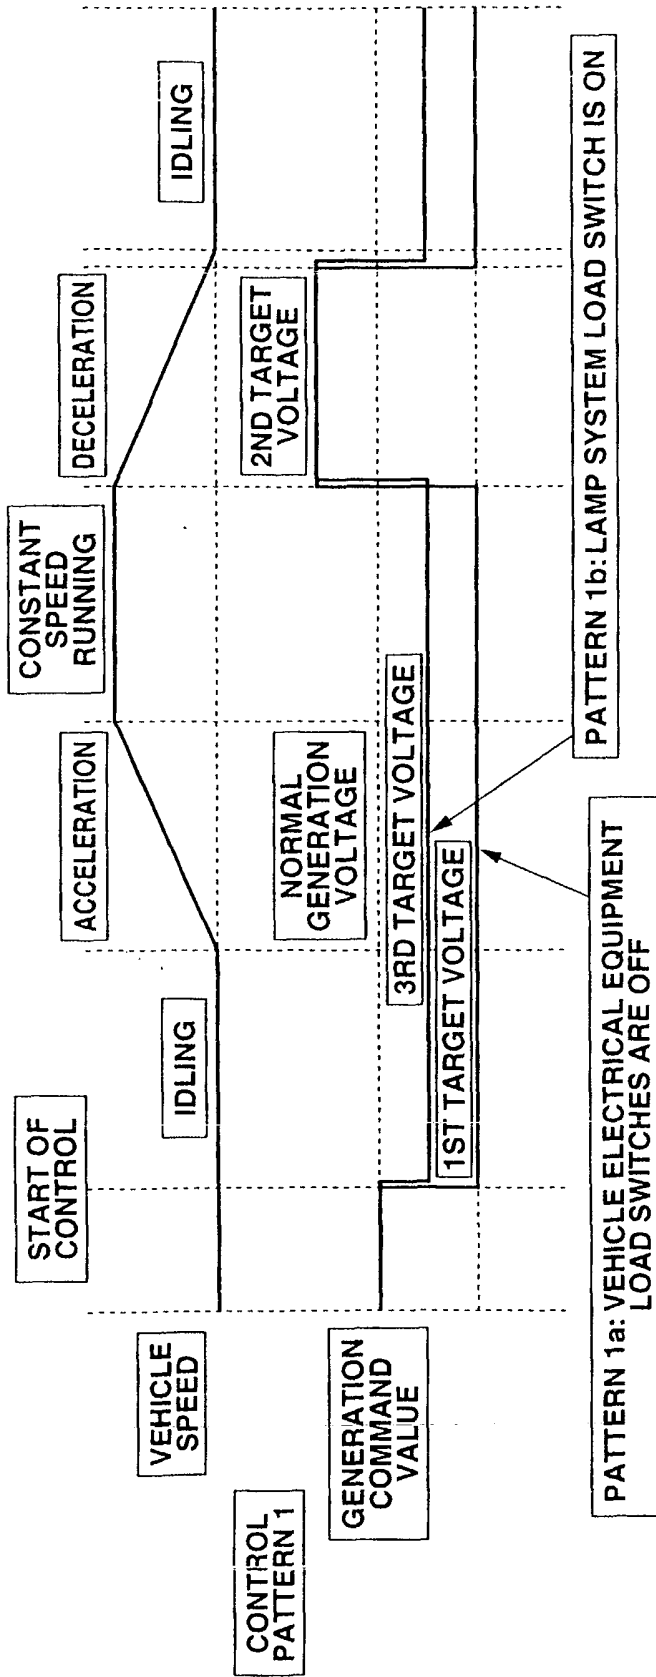 START OF
CONTROL
IDLING
ACCELERATION
CONSTANT
SPEED
RUNNING
DECELERATION
IDLING
VEHICLE
SPEED
CONTROL
PATTERN 1
GENERATION
COMMAND
VALUE
NORMAL
GENERATION
VOLTAGE
2ND TARGET
VOLTAGE
3RD TARGET VOLTAGE
1ST TARGET VOLTAGE
PATTERN 1b:LAMP SYSTEM LOAD SWITCH IS ON
PATTERN 1a: VEHICLE ELECTRICAL EQUIPMENT
LOAD SWITCHES ARE OFF